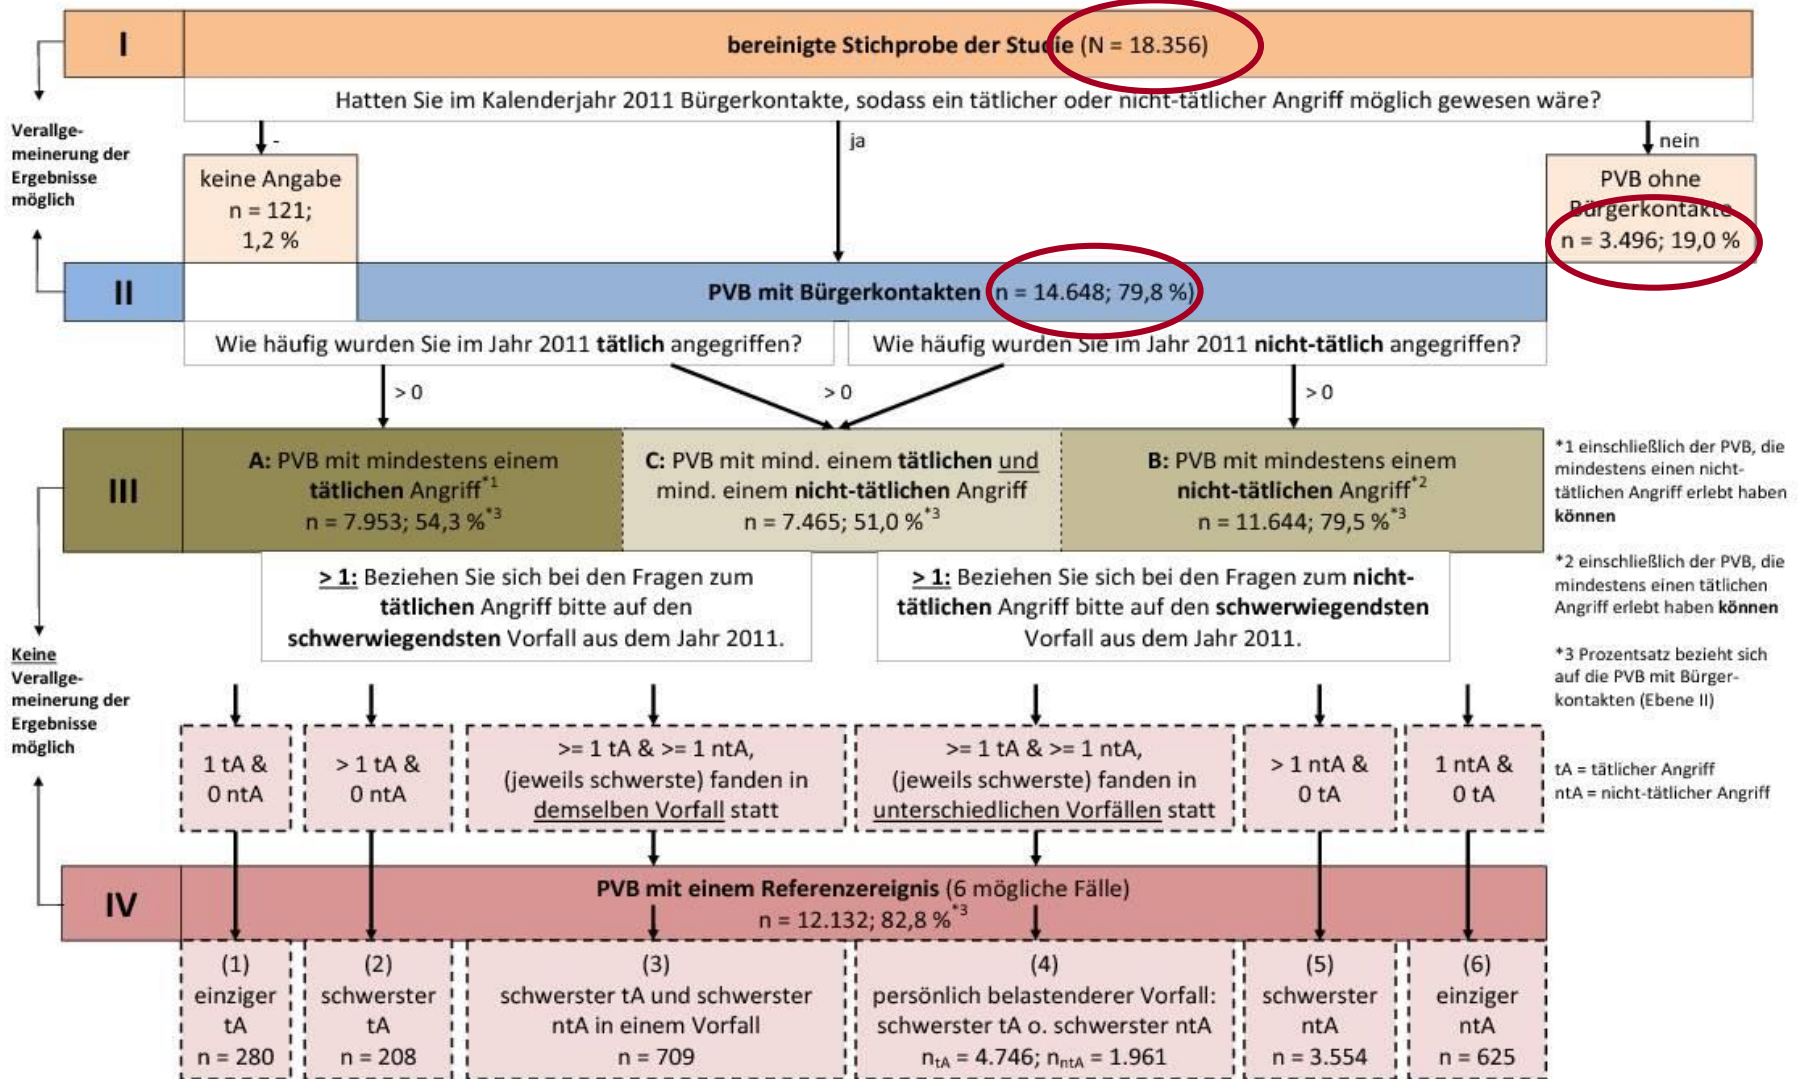 I
bereinigte Stichprobe der Studie (N = 18.356)
Hatten Sie im Kalenderjahr 2011 Bürgerkontakte, sodass ein tätlicher oder nicht-tätlicher Angriff möglich gewesen wäre?
Verallge-
meinerung der
Ergebnisse
möglich
-
ja
nein
keine Angabe
n = 121;
1,2 %
PVB ohne
Bürgerkontakte
n = 3.496; 19,0 %
II
PVB mit Bürgerkontakten (n = 14.648; 79,8 %)
Wie häufig wurden Sie im Jahr 2011 tätlich angegriffen?
Wie häufig wurden Sie im Jahr 2011 nicht-tätlich angegriffen?
> 0
> 0
> 0
III
A: PVB mit mindestens einem
tätlichen Angriff*1
n = 7.953; 54,3 %*3
C: PVB mit mind. einem tätlichen und
mind. einem nicht-tätlichen Angriff
n = 7.465; 51,0 %*3
B: PVB mit mindestens einem
nicht-tätlichen Angriff*2
n = 11.644; 79,5 %*3
*1 einschließlich der PVB, die
mindestens einen nicht-
tätlichen Angriff erlebt haben
können
*2 einschließlich der PVB, die
mindestens einen tätlichen
Angriff erlebt haben können
*3 Prozentsatz bezieht sich
auf die PVB mit Bürger-
kontakten (Ebene II)
tA = tätlicher Angriff
ntA = nicht-tätlicher Angriff
> 1: Beziehen Sie sich bei den Fragen zum
tätlichen Angriff bitte auf den
schwerwiegendsten Vorfall aus dem Jahr 2011.
> 1: Beziehen Sie sich bei den Fragen zum nicht-
tätlichen Angriff bitte auf den schwerwiegendsten
Vorfall aus dem Jahr 2011.
Keine
Verallge-
meinerung der
Ergebnisse
möglich
1 tA &
0 ntA
> 1 tA &
0 ntA
>= 1 tA & >= 1 ntA,
(jeweils schwerste) fanden in
demselben Vorfall statt
>= 1 tA & >= 1 ntA,
(jeweils schwerste) fanden in
unterschiedlichen Vorfällen statt
> 1 ntA &
0 tA
1 ntA &
0 tA
IV
PVB mit einem Referenzereignis (6 mögliche Fälle)
n = 12.132; 82,8 %*3
(1)
einziger
tA
n = 280
(2)
schwerster
tA
n = 208
(3)
schwerster tA und schwerster
ntA in einem Vorfall
n = 709
(4)
persönlich belastenderer Vorfall:
schwerster tA o. schwerster ntA
ntA = 4.746; nntA = 1.961
(5)
schwerster
ntA
n = 3.554
(6)
einziger
ntA
n = 625